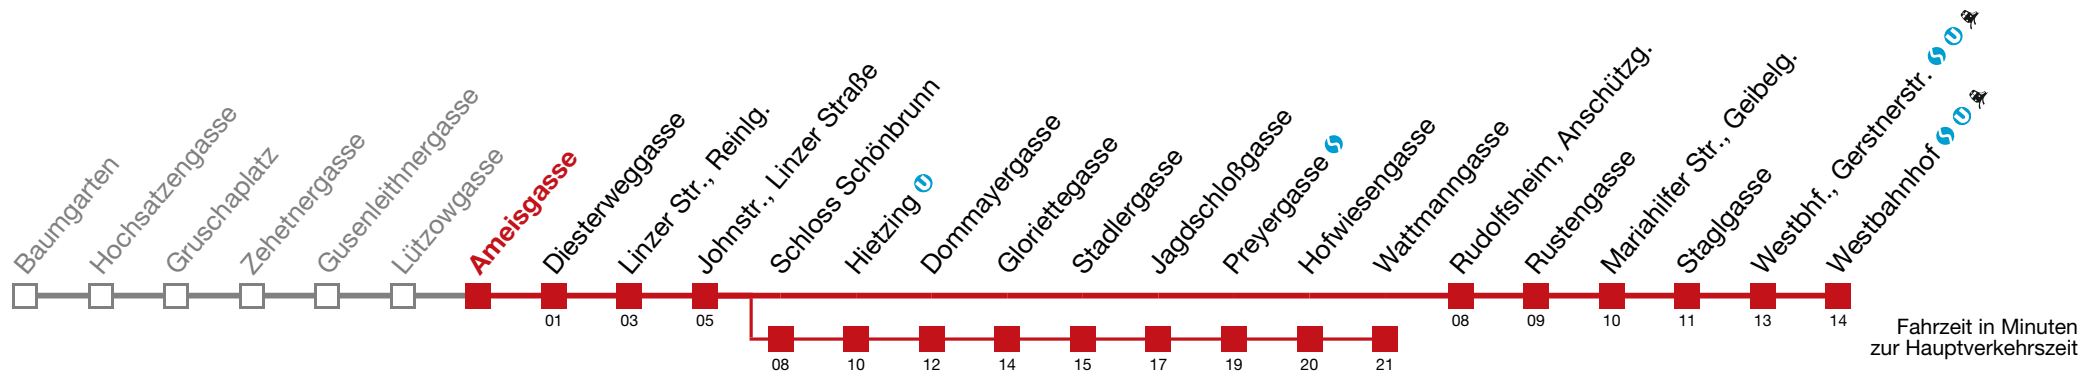 Baumgarten
Hochsatzengasse
Gruschaplatz
Zehetnergasse
Gusenleithnergasse
Lützowgasse
Ameisgasse
Diesterweggasse
Linzer Str., Reinlg.
Johnstr., Linzer Straße
Schloss Schönbrunn
Hietzing U
Dommayergasse
Gloriettegasse
Stadlergasse
Jagdschloßgasse
Preyergasse S
Hofwiesengasse
Wattmanngasse
Rudolfsheim, Anschützg.
Rustengasse
Mariahilfer Str., Geibelg.
Staglgasse
Westbhf., Gerstnerstr. S U
Westbahnhof S U
01 03 05 08 09 10 11 13 14
08 10 12 14 15 17 19 20 21
Fahrzeit in Minuten
zur Hauptverkehrszeit